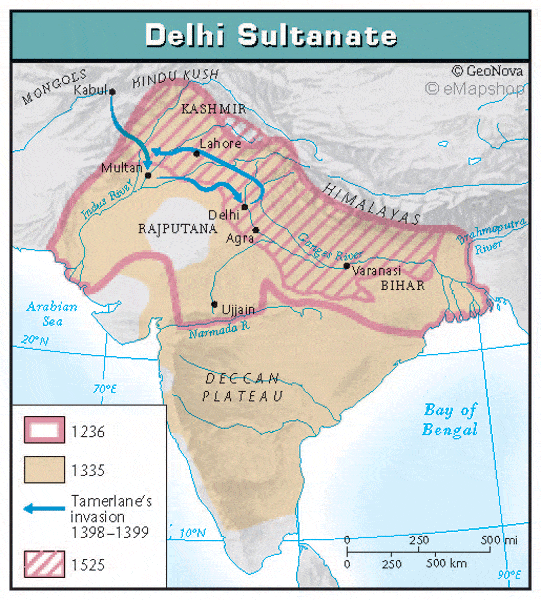 Delhi Sultanate
© GeoNova
© eMapshop
MONGOLS
HINDU KUSH
Kabul
KASHMIR
Lahore
Multan
Indus River
HIMALAYAS
Delhi
RAJPUTANA
Agra
Ganges River
Brahmaputra
River
Varanasi
BIHAR
Arabian
Sea
Ujjain
Narmada R.
20°N
70°E
DECCAN
PLATEAU
Bay of
Bengal
1236
1335
Tamerlane's
invasion
1398–1399
1525
10°N
0 250 500 mi
0 250 500 km
90°E